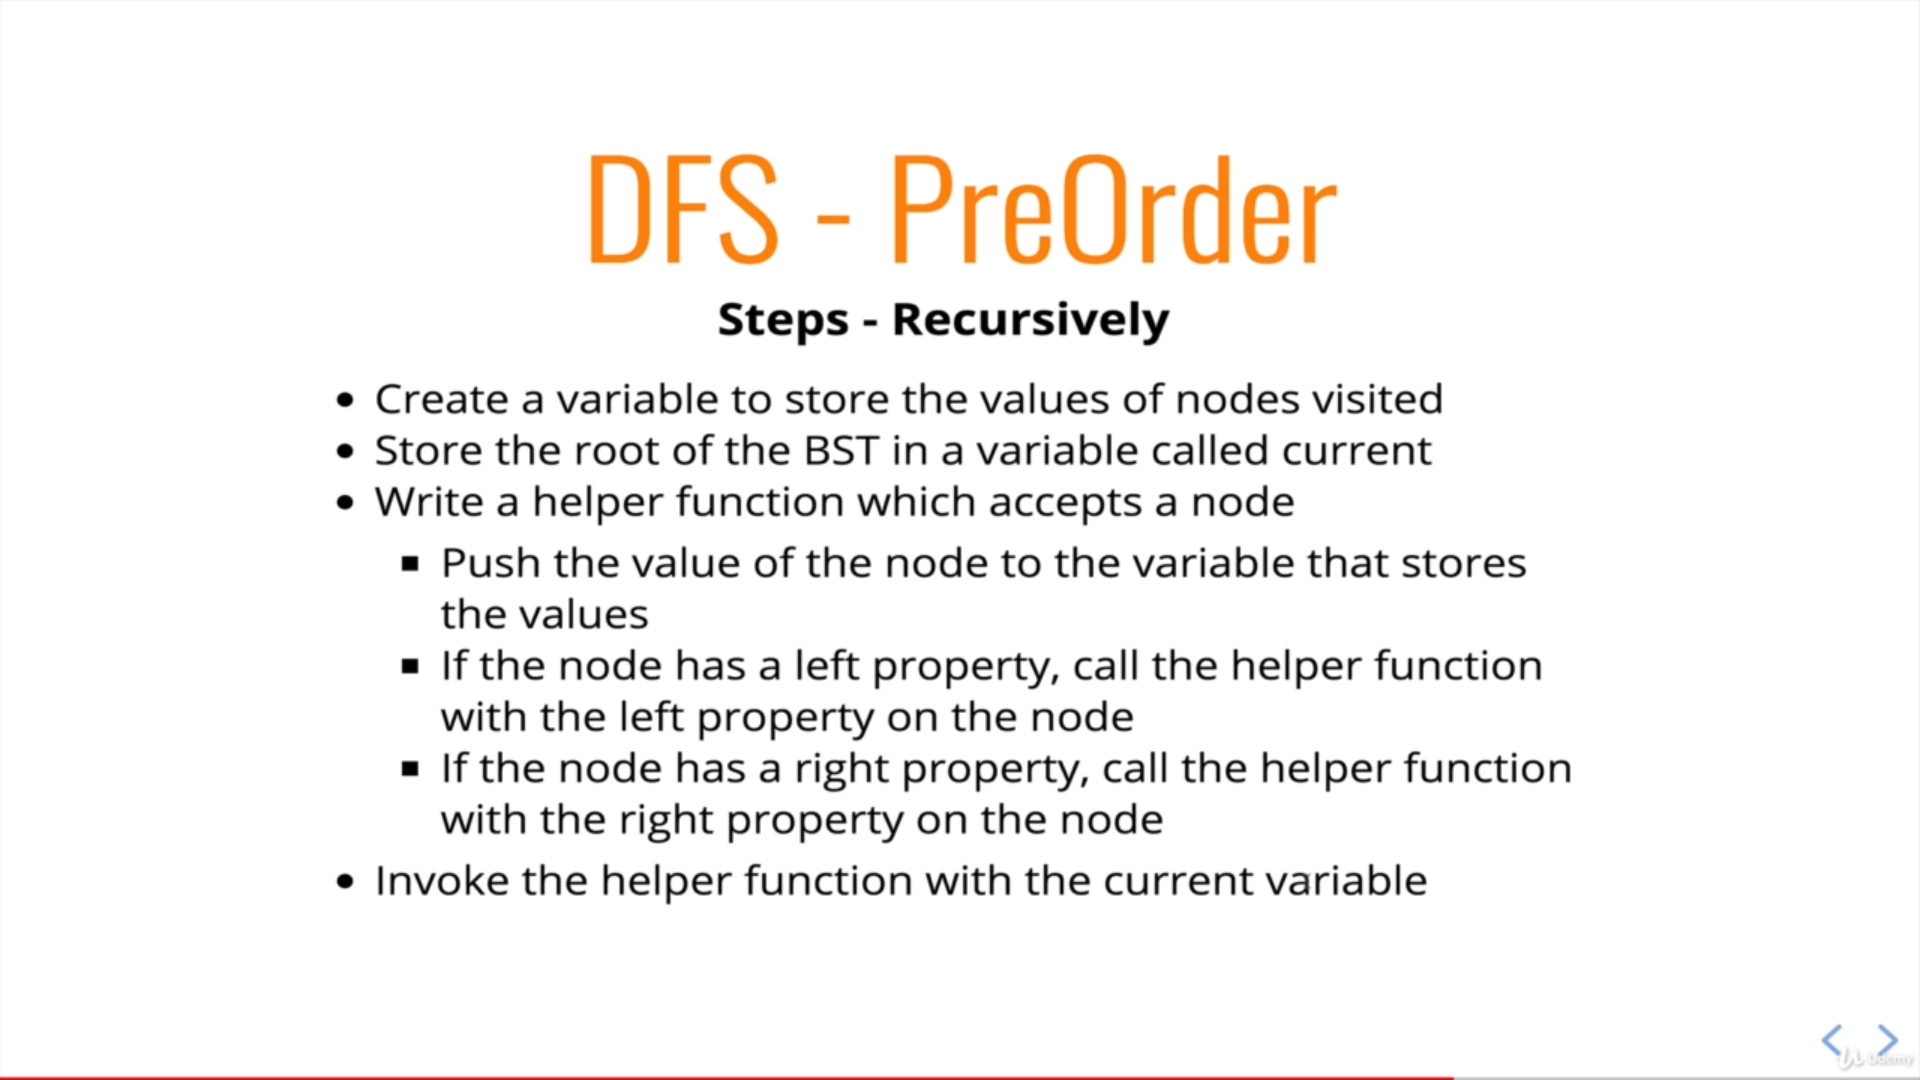 DFS - PreOrder
Steps - Recursively
Create a variable to store the values of nodes visited
Store the root of the BST in a variable called current
Write a helper function which accepts a node
Push the value of the node to the variable that stores
the values
If the node has a left property, call the helper function
with the left property on the node
If the node has a right property, call the helper function
with the right property on the node
Invoke the helper function with the current variable
Udemy